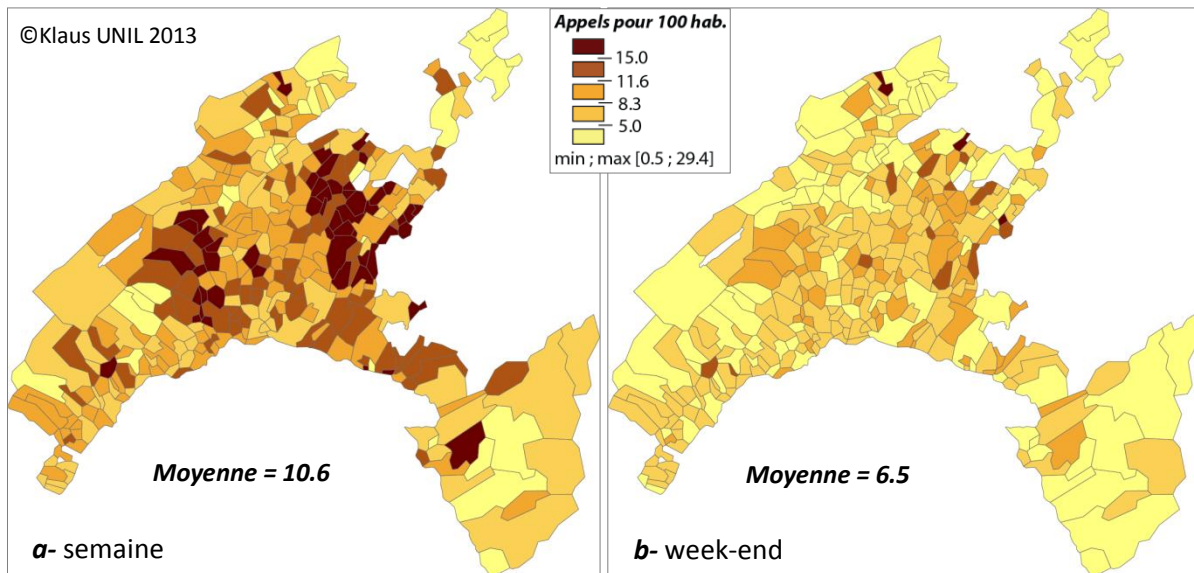 ©Klaus UNIL 2013
Appels pour 100 hab.
15.0
11.6
8.3
5.0
min ; max [0.5 ; 29.4]
Moyenne = 10.6
Moyenne = 6.5
a- semaine
b- week-end